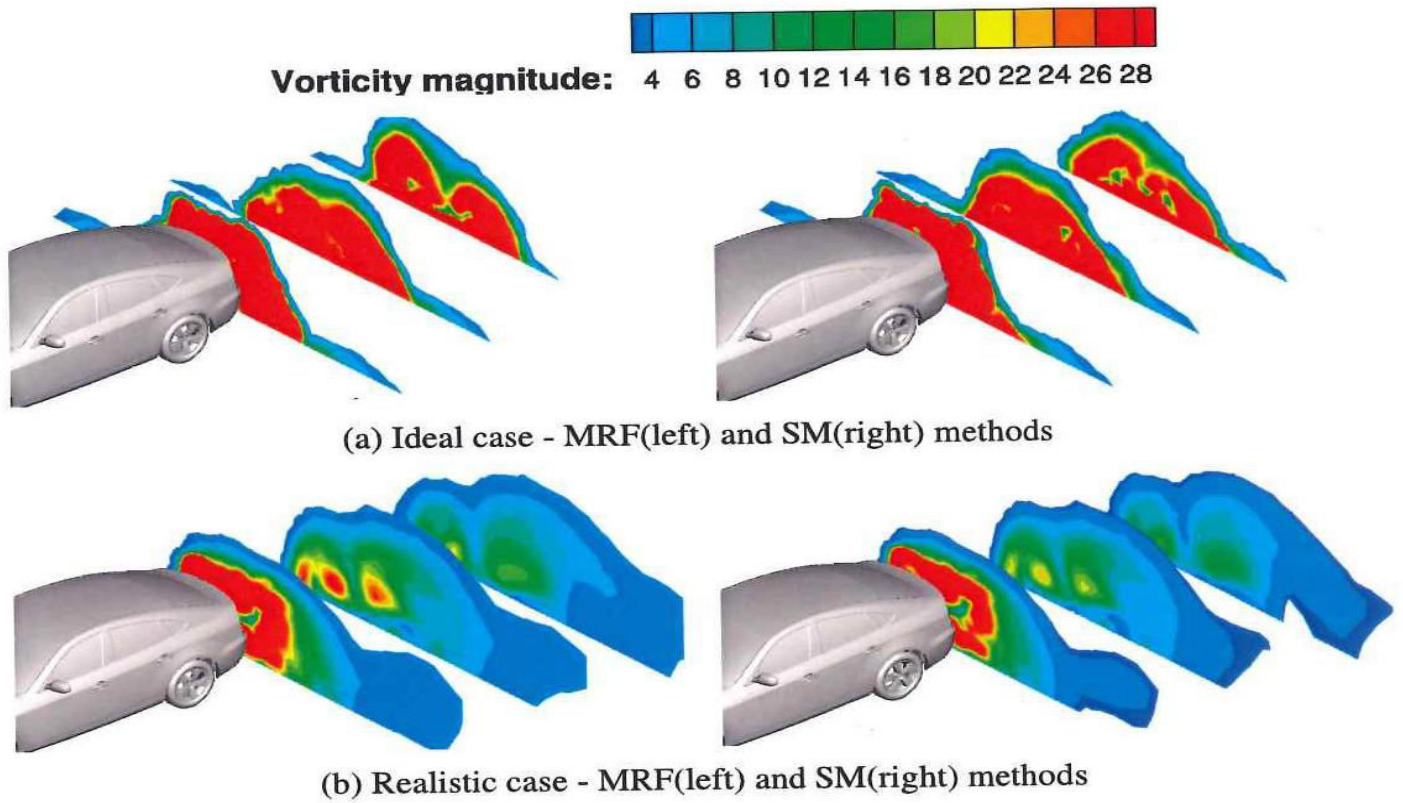 Vorticity magnitude: 4 6 8 10 12 14 16 18 20 22 24 26 28
(a) Ideal case - MRF(left) and SM(right) methods
(b) Realistic case - MRF(left) and SM(right) methods